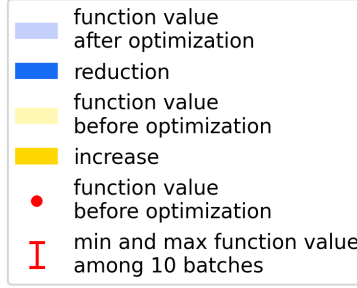 function value
after optimization
reduction
function value
before optimization
increase
function value
before optimization
min and max function value
among 10 batches